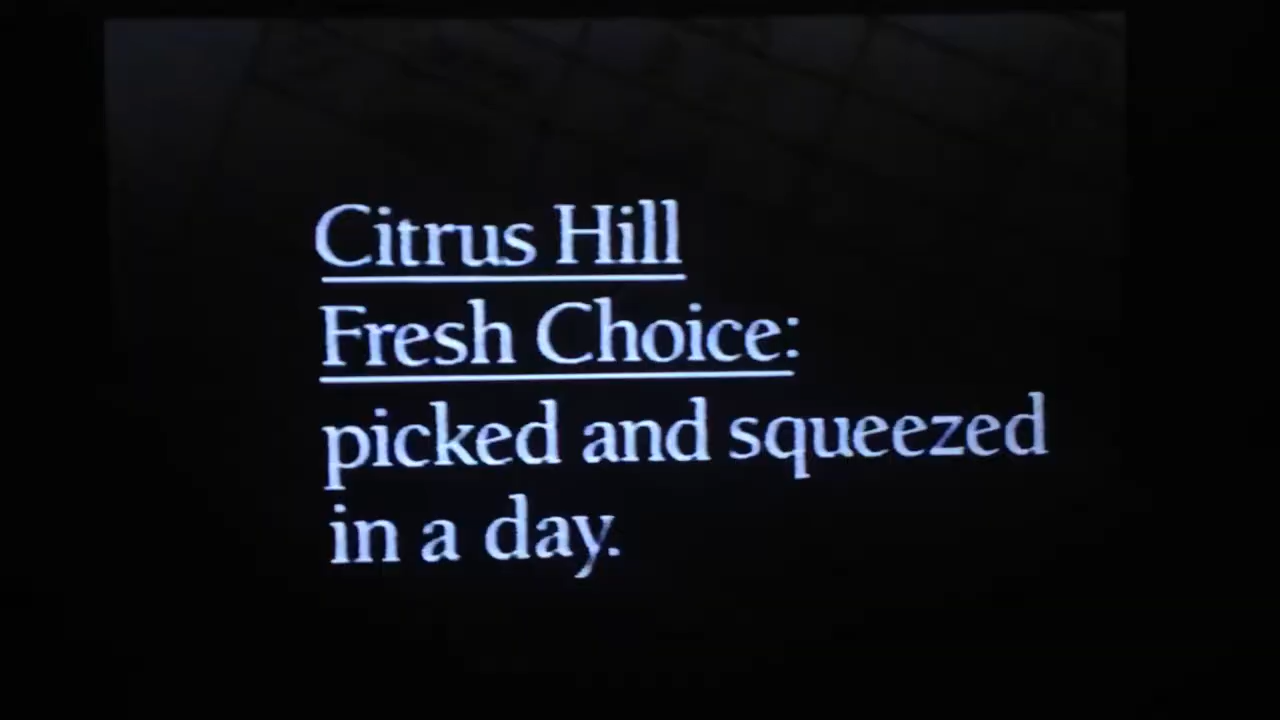 Citrus Hill
Fresh Choice:
picked and squeezed
in a day.